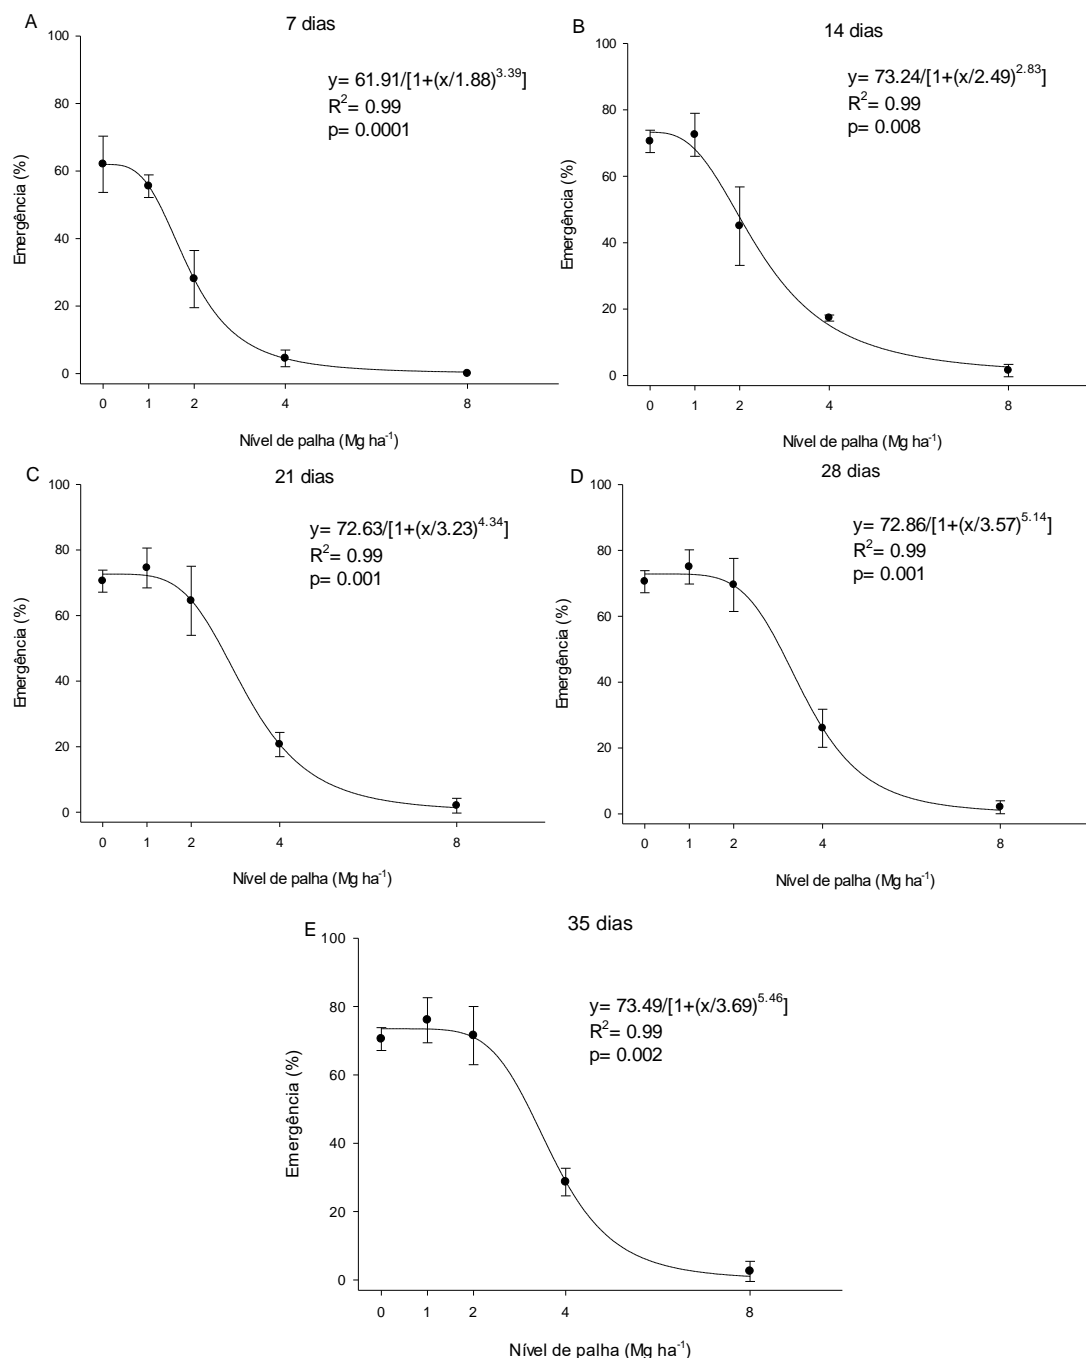 A
7 dias
y= 61.91/[1+(x/1.88)^3.39]
R²= 0.99
p= 0.0001
Emergência (%)
100
80
60
40
20
0
0 1 2 4 8
Nível de palha (Mg ha⁻¹)
B
14 dias
y= 73.24/[1+(x/2.49)^2.83]
R²= 0.99
p= 0.008
Emergência (%)
100
80
60
40
20
0
0 1 2 4 8
Nível de palha (Mg ha⁻¹)
C
21 dias
y= 72.63/[1+(x/3.23)^4.34]
R²= 0.99
p= 0.001
Emergência (%)
100
80
60
40
20
0
0 1 2 4 8
Nível de palha (Mg ha⁻¹)
D
28 dias
y= 72.86/[1+(x/3.57)^5.14]
R²= 0.99
p= 0.001
Emergência (%)
100
80
60
40
20
0
0 1 2 4 8
Nível de palha (Mg ha⁻¹)
E
35 dias
y= 73.49/[1+(x/3.69)^5.46]
R²= 0.99
p= 0.002
Emergência (%)
100
80
60
40
20
0
0 1 2 4 8
Nível de palha (Mg ha⁻¹)